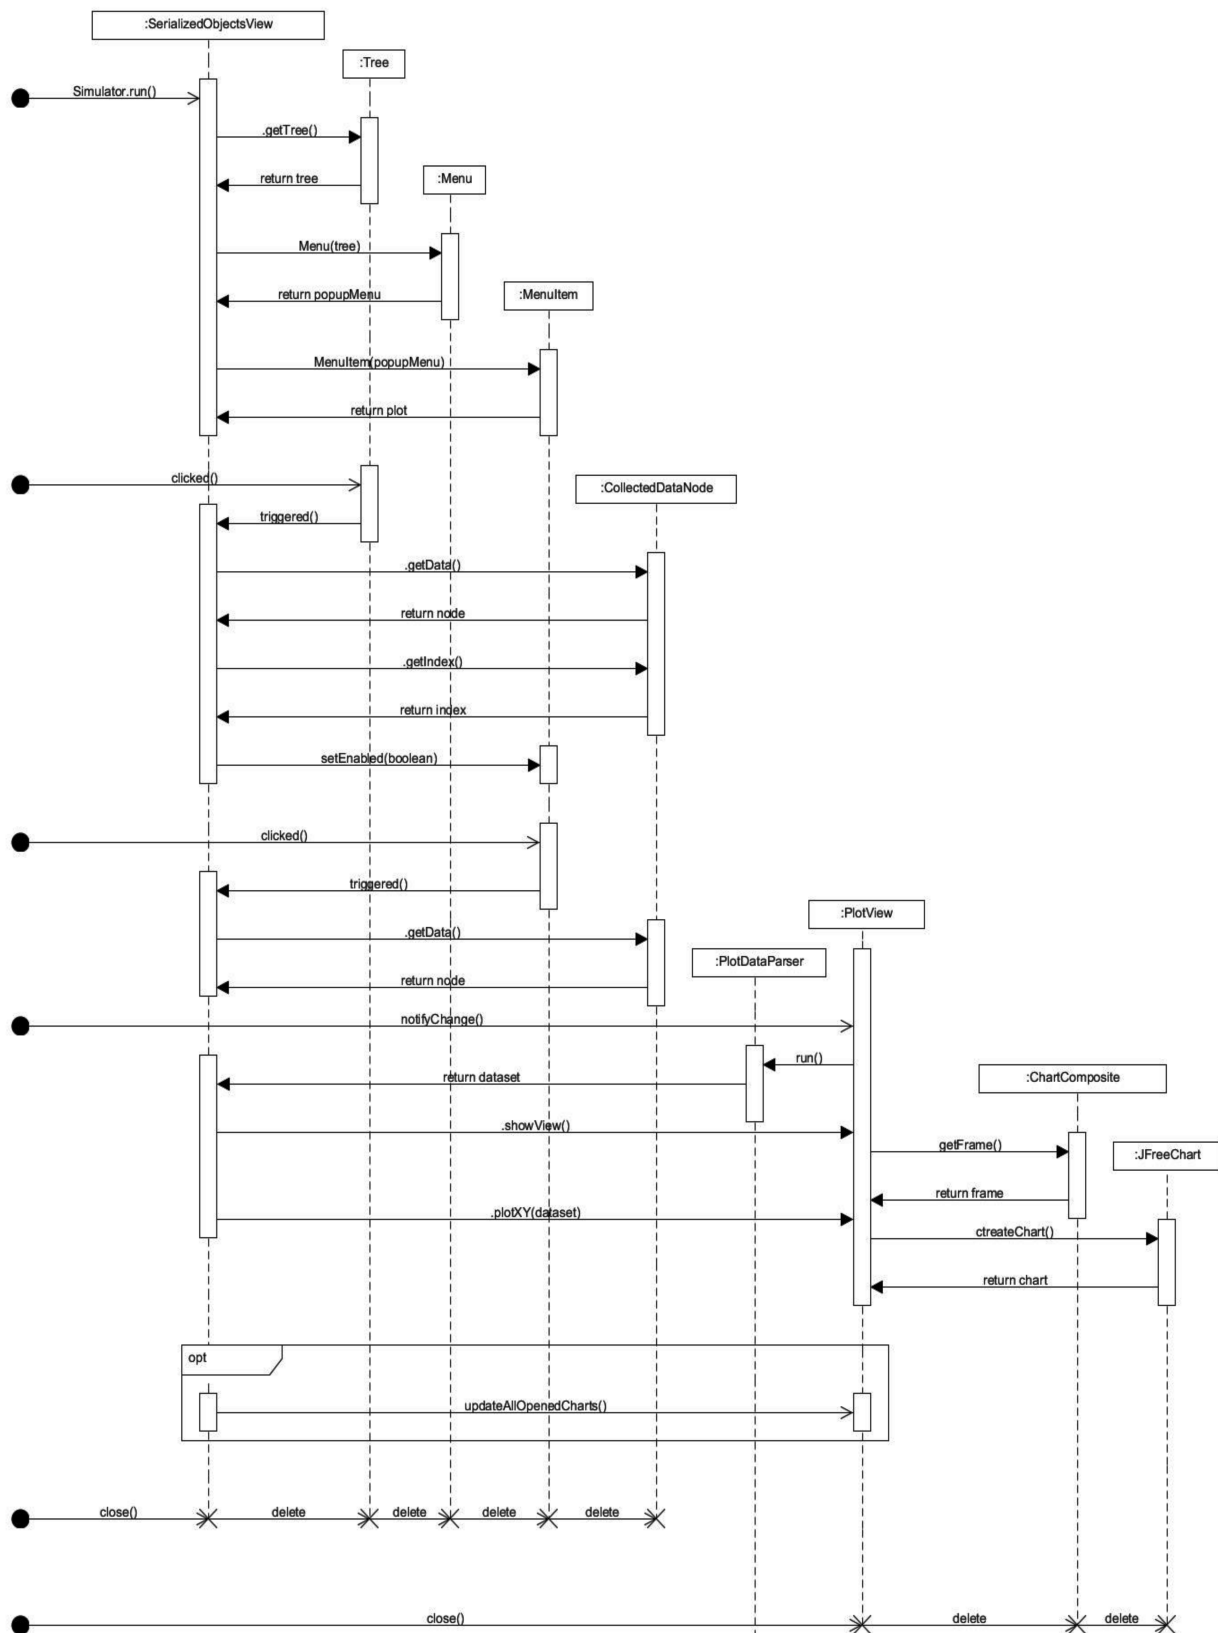 :SerializedObjectsView
:Tree
Simulator.run()
.getTree()
return tree
:Menu
Menu(tree)
return popupMenu
:MenuItem
MenuItem(popupMenu)
return plot
clicked()
:CollectedDataNode
triggered()
.getData()
return node
.getIndex()
return index
setEnabled(boolean)
clicked()
triggered()
:PlotView
.getData()
:PlotDataParser
return node
notifyChange()
run()
return dataset
:ChartComposite
.showView()
getFrame()
:JFreeChart
return frame
.plotXY(dataset)
ctreateChart()
return chart
opt
updateAllOpenedCharts()
close()
delete
delete
delete
delete
close()
delete
delete